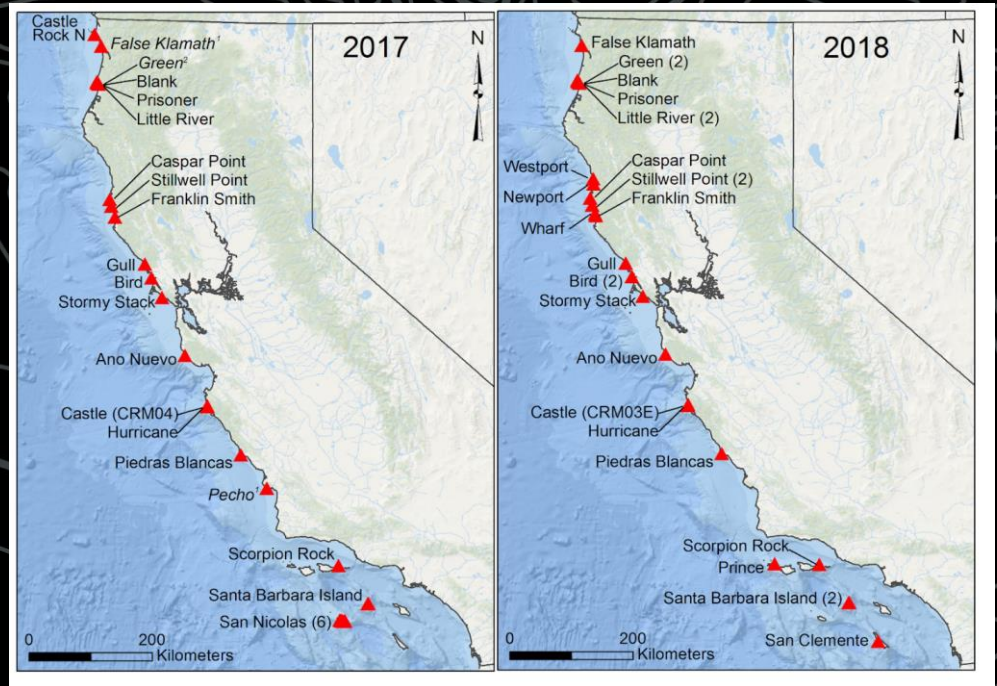 2017
N
Castle
Rock N
False Klamath¹
Green²
Blank
Prisoner
Little River
Caspar Point
Stillwell Point
Franklin Smith
Gull
Bird
Stormy Stack
Ano Nuevo
Castle (CRM04)
Hurricane
Piedras Blancas
Pecho¹
Scorpion Rock
Santa Barbara Island
San Nicolas (6)
0 200
Kilometers
2018
N
False Klamath
Green (2)
Blank
Prisoner
Little River (2)
Westport
Caspar Point
Stillwell Point (2)
Newport
Franklin Smith
Wharf
Gull
Bird (2)
Stormy Stack
Ano Nuevo
Castle (CRM03E)
Hurricane
Piedras Blancas
Scorpion Rock
Prince
Santa Barbara Island (2)
San Clemente
0 200
Kilometers